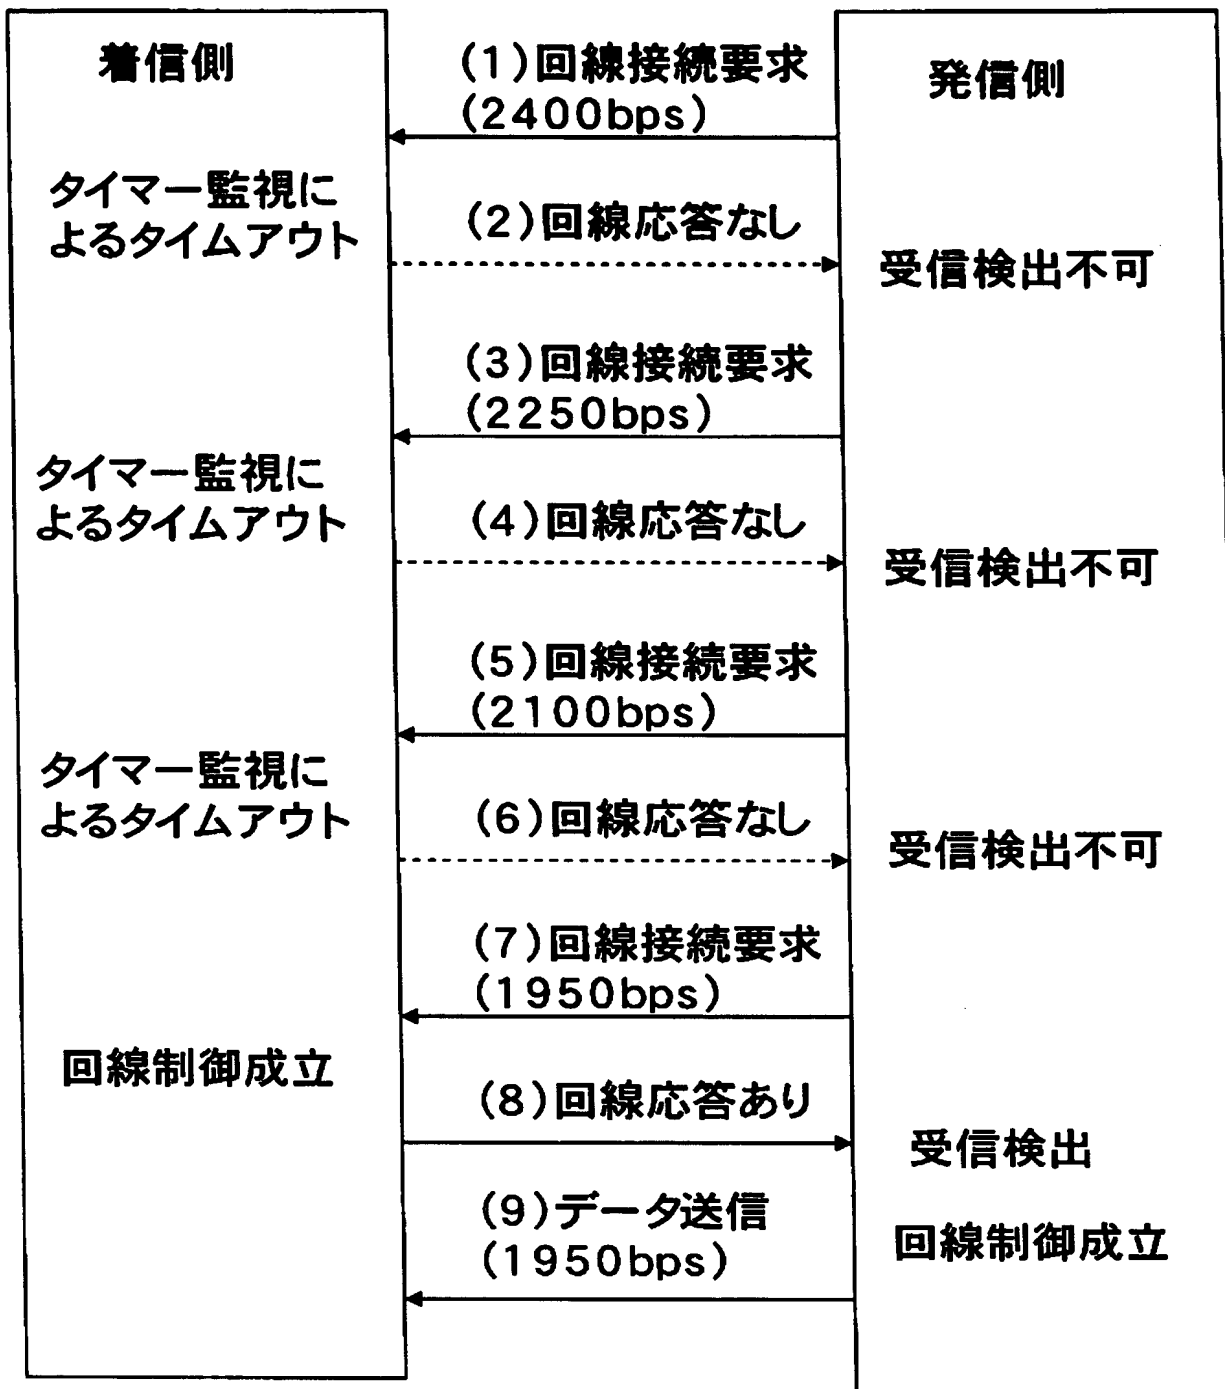 着信側
(1)回線接続要求
(2400bps)
発信側
タイマー監視に
よるタイムアウト
(2)回線応答なし
受信検出不可
(3)回線接続要求
(2250bps)
タイマー監視に
よるタイムアウト
(4)回線応答なし
受信検出不可
(5)回線接続要求
(2100bps)
タイマー監視に
よるタイムアウト
(6)回線応答なし
受信検出不可
(7)回線接続要求
(1950bps)
回線制御成立
(8)回線応答あり
受信検出
(9)データ送信
(1950bps)
回線制御成立